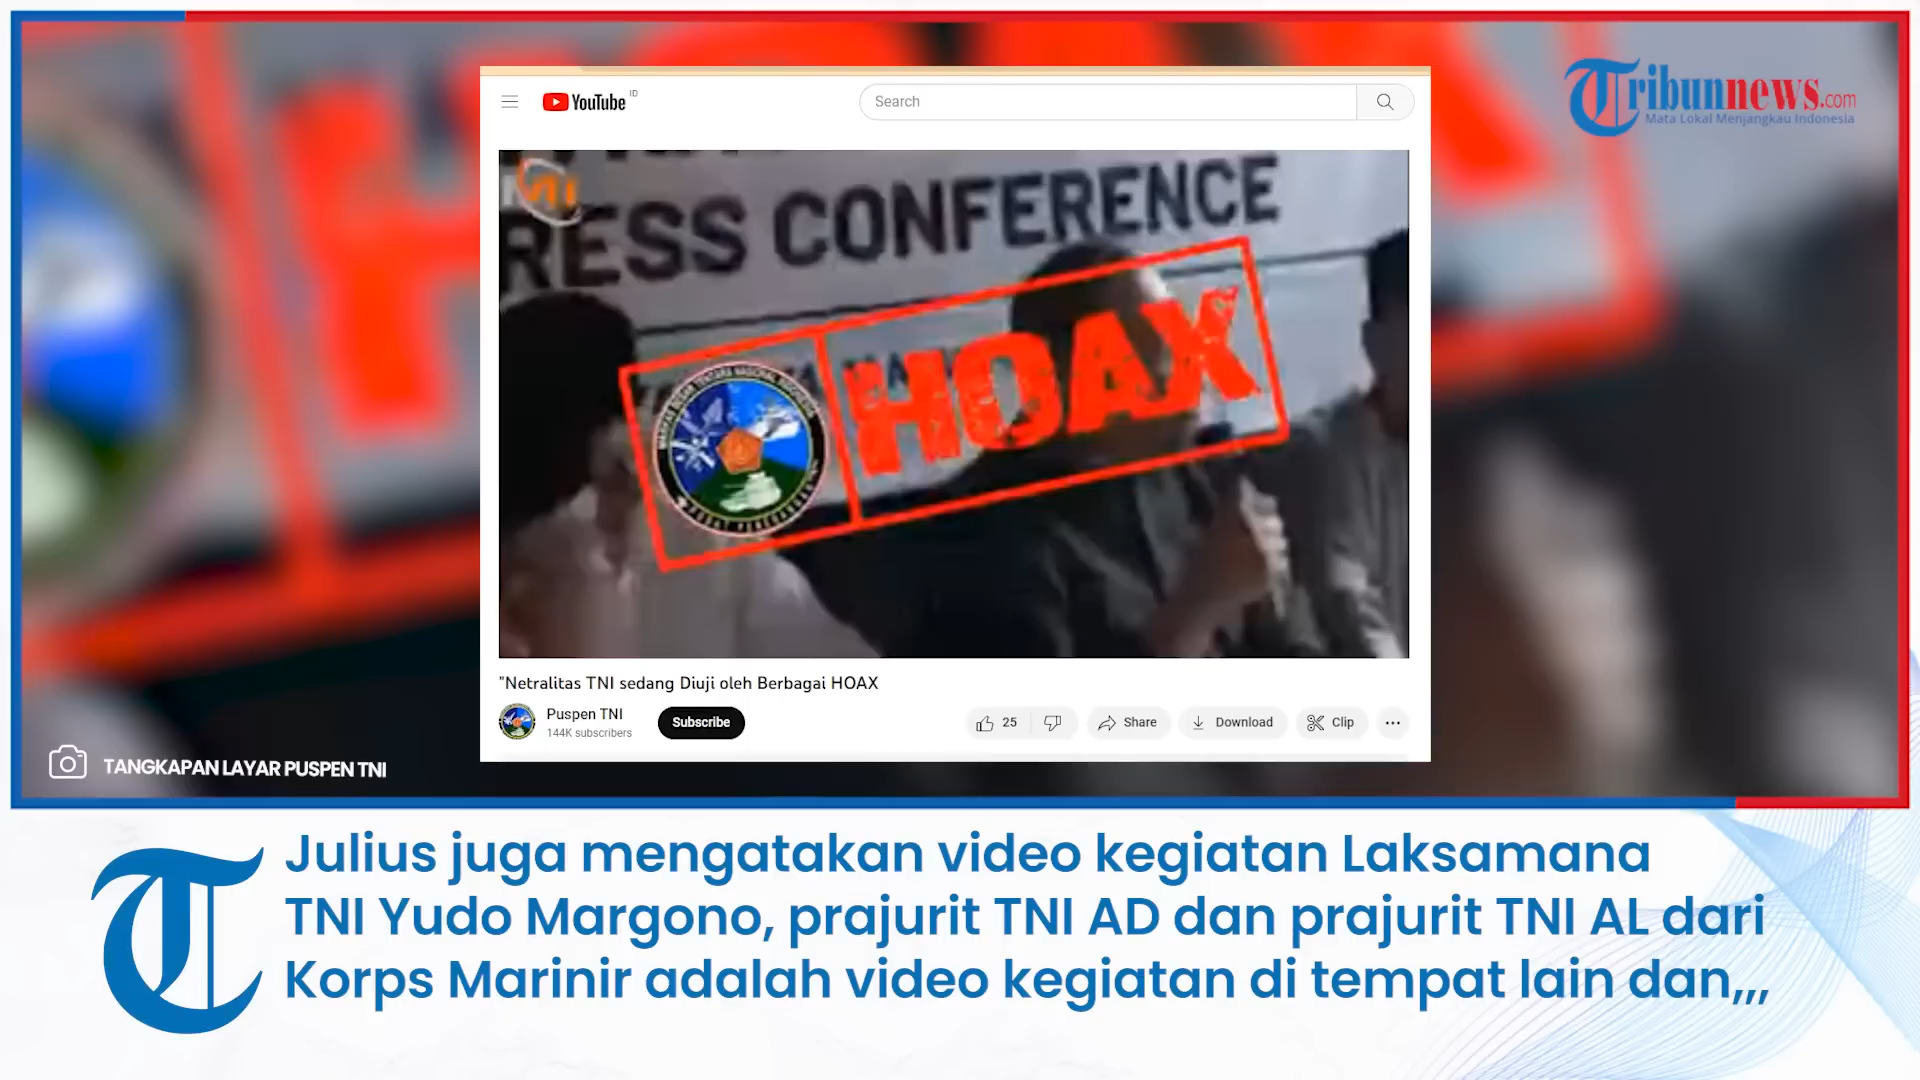 Tribunnews.com
Mata Lokal Menjangkau Indonesia
YouTube ID
Search
RESS CONFERENCE
HOAX
"Netralitas TNI sedang Diuji oleh Berbagai HOAX
Puspen TNI
144K subscribers
Subscribe
25
Share
Download
Clip
TANGKAPAN LAYAR PUSPEN TNI
Julius juga mengatakan video kegiatan Laksamana
TNI Yudo Margono, prajurit TNI AD dan prajurit TNI AL dari
Korps Marinir adalah video kegiatan di tempat lain dan,,,